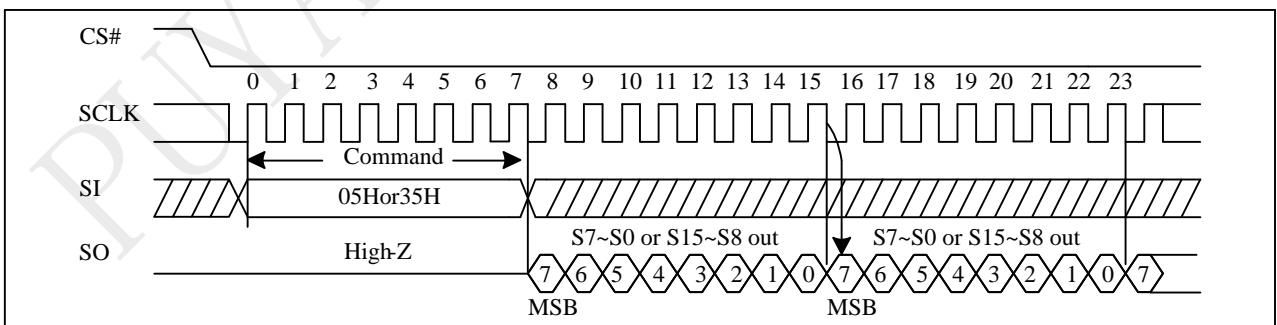 PUYA
CS#
0 1 2 3 4 5 6 7 8 9 10 11 12 13 14 15 16 17 18 19 20 21 22 23
SCLK
Command
SI
05Hor35H
S7~S0 or S15~S8 out S7~S0 or S15~S8 out
SO
High-Z
7 6 5 4 3 2 1 0 7 6 5 4 3 2 1 0 7
MSB MSB